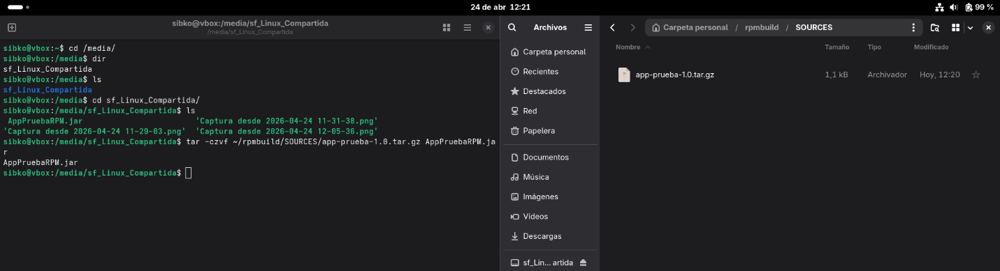 24 de abr 12:21
99 %
sibko@vbox:/media/sf_Linux_Compartida
/media/sf_Linux_Compartida
sibko@vbox:~$ cd /media/
sibko@vbox:/media$ dir
sf_Linux_Compartida
sibko@vbox:/media$ ls
sf_Linux_Compartida
sibko@vbox:/media$ cd sf_Linux_Compartida/
sibko@vbox:/media/sf_Linux_Compartida$ ls
 AppPruebaRPM.jar                        'Captura desde 2026-04-24 11-31-38.png'
'Captura desde 2026-04-24 11-29-03.png'  'Captura desde 2026-04-24 12-05-36.png'
sibko@vbox:/media/sf_Linux_Compartida$ tar -czvf ~/rpmbuild/SOURCES/app-prueba-1.0.tar.gz AppPruebaRPM.ja
r
AppPruebaRPM.jar
sibko@vbox:/media/sf_Linux_Compartida$
Archivos
Carpeta personal
Recientes
Destacados
Red
Papelera
Documentos
Música
Imágenes
Vídeos
Descargas
sf_Lin... artida
Carpeta personal / rpmbuild / SOURCES
Nombre Tamaño Tipo Modificado
app-prueba-1.0.tar.gz 1,1 kB Archivador Hoy, 12:20